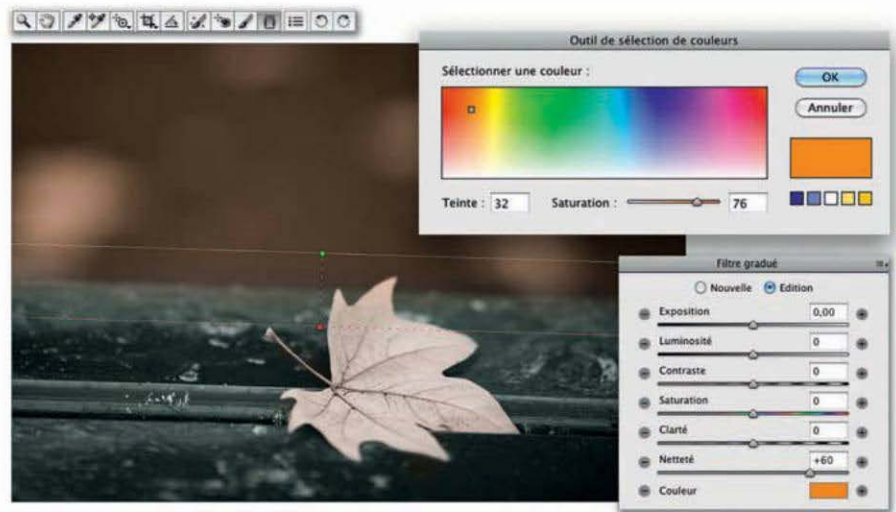 Outil de sélection de couleurs
Sélectionner une couleur :
OK
Annuler
Teinte : 32 Saturation : 76
Filtre gradué
Nouvelle Edition
Exposition 0,00
Luminosité 0
Contraste 0
Saturation 0
Clarté 0
Netteté +60
Couleur